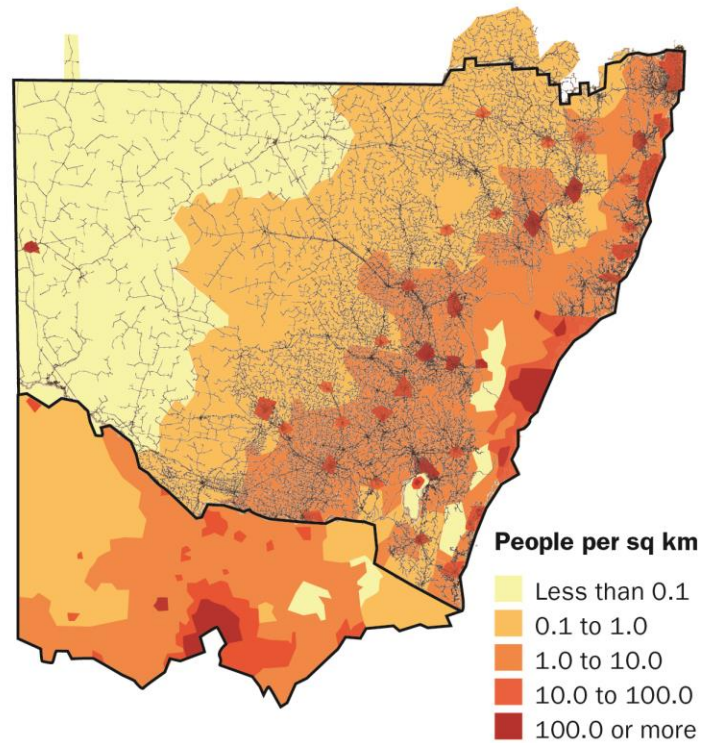 People per sq km
Less than 0.1
0.1 to 1.0
1.0 to 10.0
10.0 to 100.0
100.0 or more